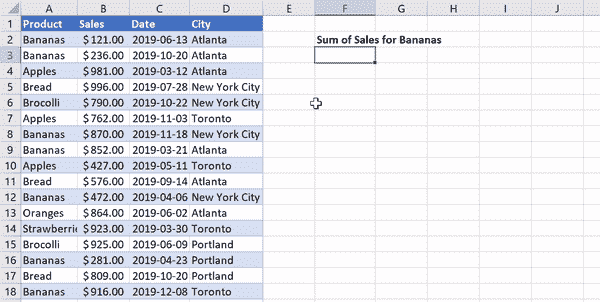 A B C D E F G H I
1 Product Sales Date City
2 Bananas $121.00 2019-06-13 Atlanta Sum of Sales for Bananas
3 Bananas $236.00 2019-10-20 Atlanta
4 Apples $981.00 2019-03-12 Atlanta
5 Bread $996.00 2019-07-28 New York City
6 Brocolli $790.00 2019-10-22 New York City
7 Apples $762.00 2019-11-03 Toronto
8 Bananas $870.00 2019-11-18 New York City
9 Bananas $852.00 2019-03-21 Atlanta
10 Apples $427.00 2019-05-11 Toronto
11 Bread $576.00 2019-09-14 Atlanta
12 Bananas $472.00 2019-04-06 New York City
13 Oranges $864.00 2019-06-02 Atlanta
14 Strawberrie $923.00 2019-03-30 Toronto
15 Brocolli $925.00 2019-06-09 Portland
16 Bananas $281.00 2019-04-23 Portland
17 Bread $809.00 2019-10-20 Portland
18 Bananas $916.00 2019-12-08 Toronto